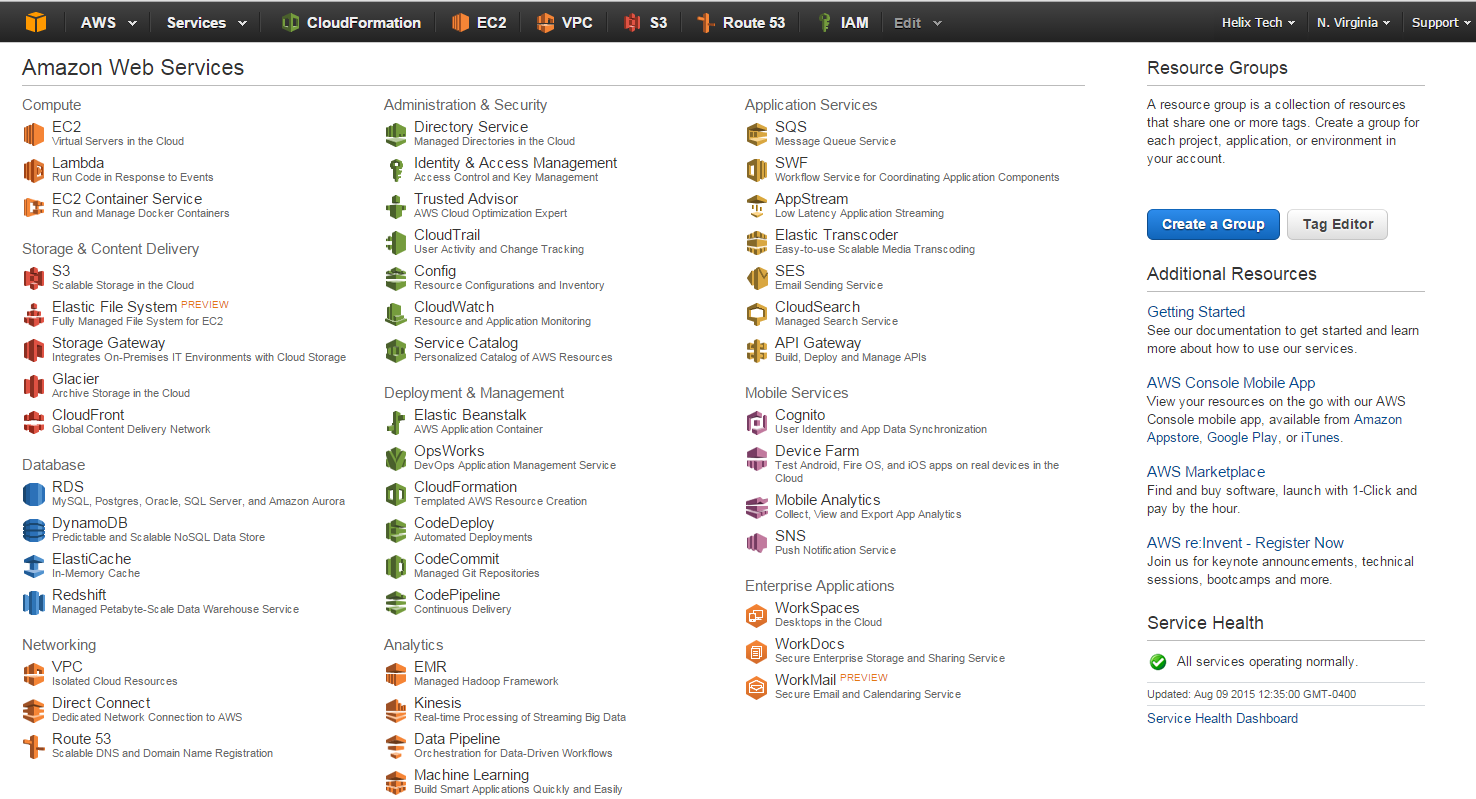 AWS
Services
CloudFormation
EC2
VPC
S3
Route 53
IAM
Edit
Helix Tech
N. Virginia
Support
Amazon Web Services
Compute
EC2
Virtual Servers in the Cloud
Lambda
Run Code in Response to Events
EC2 Container Service
Run and Manage Docker Containers
Storage & Content Delivery
S3
Scalable Storage in the Cloud
Elastic File System PREVIEW
Fully Managed File System for EC2
Storage Gateway
Integrates On-Premises IT Environments with Cloud Storage
Glacier
Archive Storage in the Cloud
CloudFront
Global Content Delivery Network
Database
RDS
MySQL, Postgres, Oracle, SQL Server, and Amazon Aurora
DynamoDB
Predictable and Scalable NoSQL Data Store
ElastiCache
In-Memory Cache
Redshift
Managed Petabyte-Scale Data Warehouse Service
Networking
VPC
Isolated Cloud Resources
Direct Connect
Dedicated Network Connection to AWS
Route 53
Scalable DNS and Domain Name Registration
Administration & Security
Directory Service
Managed Directories in the Cloud
Identity & Access Management
Access Control and Key Management
Trusted Advisor
AWS Cloud Optimization Expert
CloudTrail
User Activity and Change Tracking
Config
Resource Configurations and Inventory
CloudWatch
Resource and Application Monitoring
Service Catalog
Personalized Catalog of AWS Resources
Deployment & Management
Elastic Beanstalk
AWS Application Container
OpsWorks
DevOps Application Management Service
CloudFormation
Templated AWS Resource Creation
CodeDeploy
Automated Deployments
CodeCommit
Managed Git Repositories
CodePipeline
Continuous Delivery
Analytics
EMR
Managed Hadoop Framework
Kinesis
Real-time Processing of Streaming Big Data
Data Pipeline
Orchestration for Data-Driven Workflows
Machine Learning
Build Smart Applications Quickly and Easily
Application Services
SQS
Message Queue Service
SWF
Workflow Service for Coordinating Application Components
AppStream
Low Latency Application Streaming
Elastic Transcoder
Easy-to-use Scalable Media Transcoding
SES
Email Sending Service
CloudSearch
Managed Search Service
API Gateway
Build, Deploy and Manage APIs
Mobile Services
Cognito
User Identity and App Data Synchronization
Device Farm
Test Android, Fire OS, and iOS apps on real devices in the
Cloud
Mobile Analytics
Collect, View and Export App Analytics
SNS
Push Notification Service
Enterprise Applications
WorkSpaces
Desktops in the Cloud
WorkDocs
Secure Enterprise Storage and Sharing Service
WorkMail PREVIEW
Secure Email and Calendaring Service
Resource Groups
A resource group is a collection of resources
that share one or more tags. Create a group for
each project, application, or environment in
your account.
Create a Group
Tag Editor
Additional Resources
Getting Started
See our documentation to get started and learn
more about how to use our services.
AWS Console Mobile App
View your resources on the go with our AWS
Console mobile app, available from Amazon
Appstore, Google Play, or iTunes.
AWS Marketplace
Find and buy software, launch with 1-Click and
pay by the hour.
AWS re:Invent - Register Now
Join us for keynote announcements, technical
sessions, bootcamps and more.
Service Health
All services operating normally.
Updated: Aug 09 2015 12:35:00 GMT-0400
Service Health Dashboard